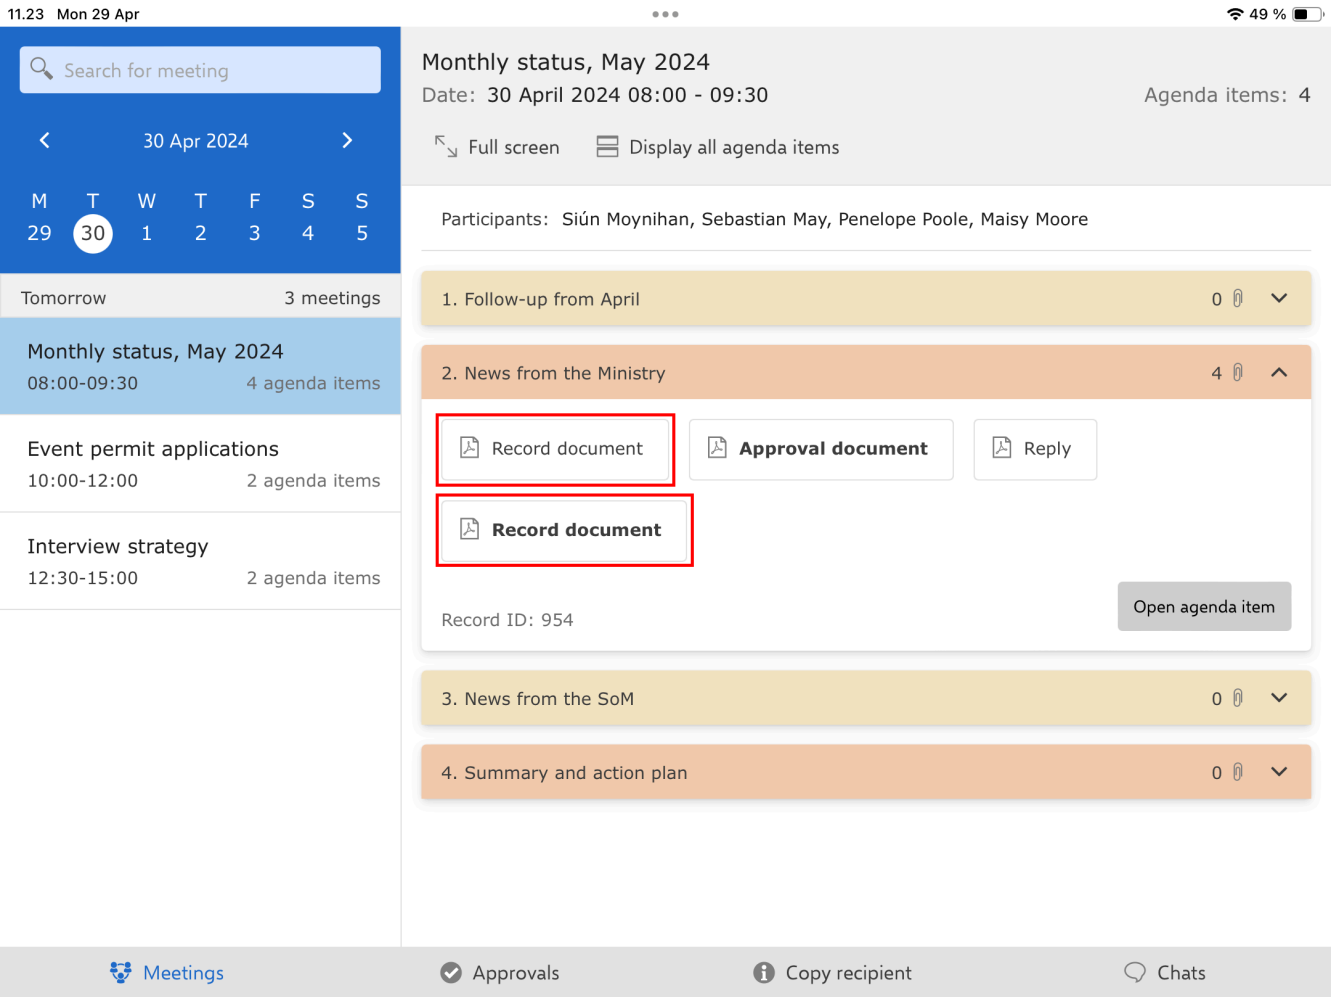 11.23 Mon 29 Apr
49 %
Search for meeting
30 Apr 2024
M T W T F S S
29 30 1 2 3 4 5
Tomorrow 3 meetings
Monthly status, May 2024
08:00-09:30 4 agenda items
Event permit applications
10:00-12:00 2 agenda items
Interview strategy
12:30-15:00 2 agenda items
Monthly status, May 2024
Date: 30 April 2024 08:00 - 09:30 Agenda items: 4
Full screen Display all agenda items
Participants: Siún Moynihan, Sebastian May, Penelope Poole, Maisy Moore
1. Follow-up from April 0
2. News from the Ministry 4
Record document Approval document Reply
Record document
Open agenda item
Record ID: 954
3. News from the SoM 0
4. Summary and action plan 0
Meetings Approvals Copy recipient Chats